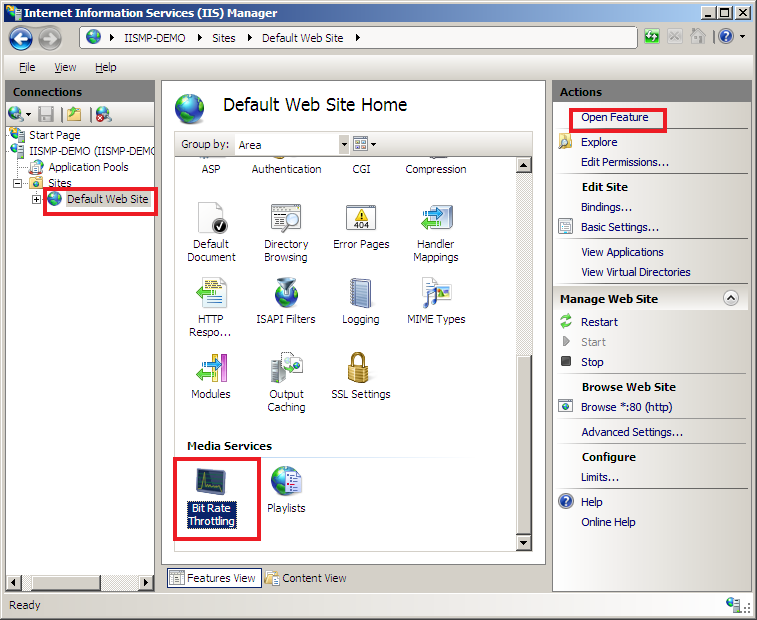 Internet Information Services (IIS) Manager
IISMP-DEMO
Sites
Default Web Site
File
View
Help
Connections
Start Page
IISMP-DEMO (IISMP-DEMO
Application Pools
Sites
Default Web Site
Default Web Site Home
Group by: Area
ASP
Authentication
CGI
Compression
Default
Document
Directory
Browsing
404
Error Pages
Handler
Mappings
HTTP
Respo...
ISAPI Filters
Logging
MIME Types
Modules
Output
Caching
SSL Settings
Media Services
Bit Rate
Throttling
Playlists
Features View
Content View
Actions
Open Feature
Explore
Edit Permissions...
Edit Site
Bindings...
Basic Settings...
View Applications
View Virtual Directories
Manage Web Site
Restart
Start
Stop
Browse Web Site
Browse *:80 (http)
Advanced Settings...
Configure
Limits...
Help
Online Help
Ready